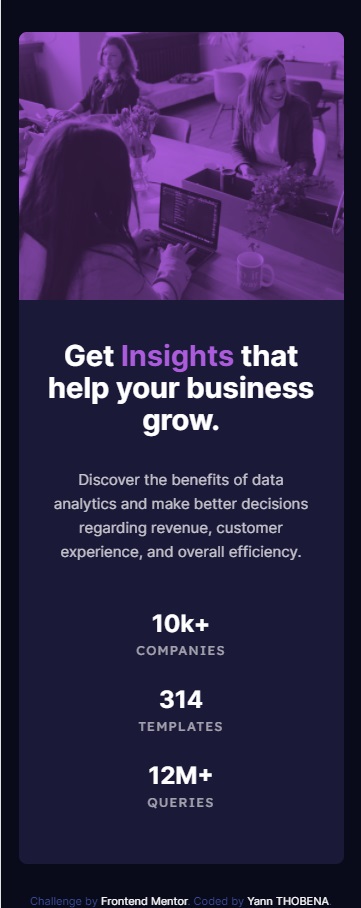 Get Insights that
help your business
grow.
Discover the benefits of data
analytics and make better decisions
regarding revenue, customer
experience, and overall efficiency.
10k+
COMPANIES
314
TEMPLATES
12M+
QUERIES
Challenge by Frontend Mentor. Coded by Yann THOBENA.